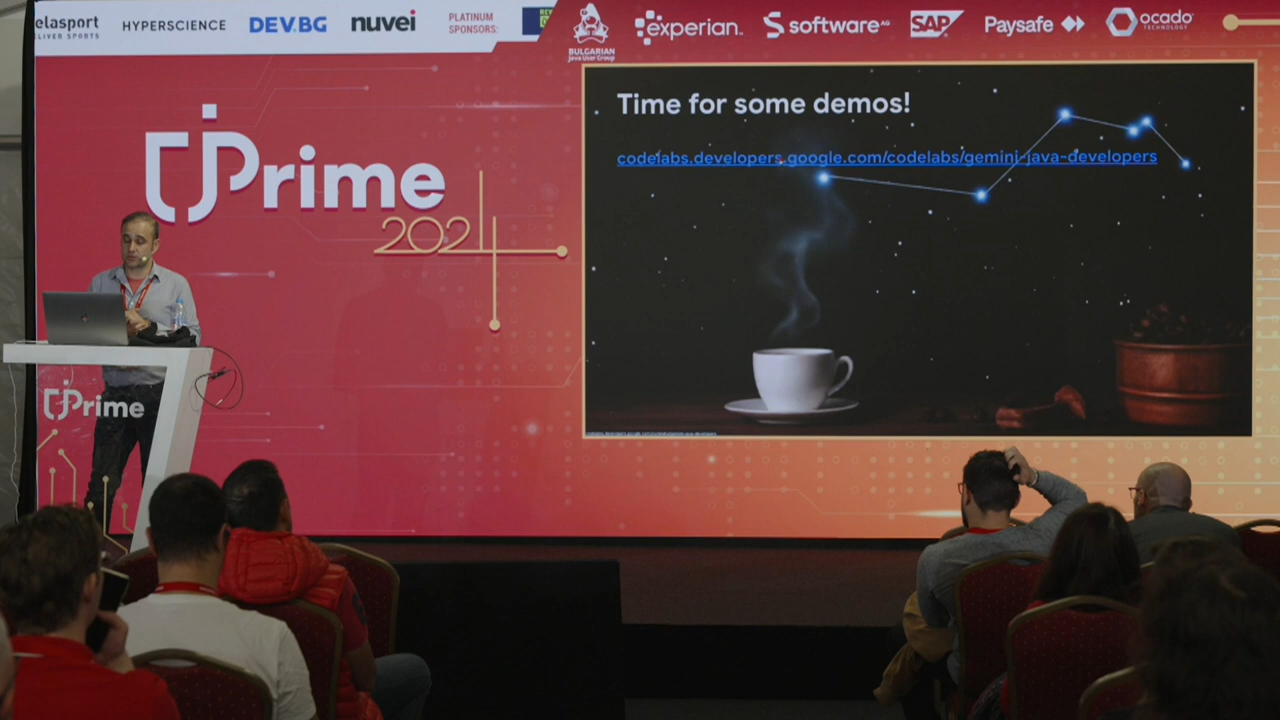 elasport
ELIVER SPORTS
HYPERSCIENCE
DEV.BG
nuvei
PLATINUM
SPONSORS:
BULGARIAN
Java User Group
experian.
software AG
SAP
Paysafe
ocado
TECHNOLOGY
jPrime
2024
Time for some demos!
codelabs.developers.google.com/codelabs/gemini-java-developers
jPrime